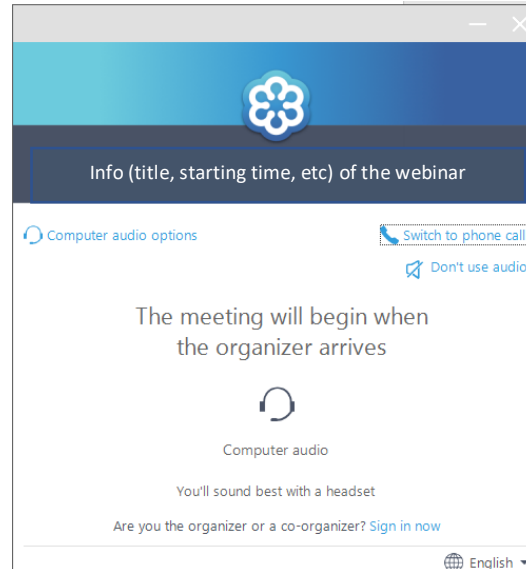 Info (title, starting time, etc) of the webinar
Computer audio options
Switch to phone call
Don't use audio
The meeting will begin when
the organizer arrives
Computer audio
You'll sound best with a headset
Are you the organizer or a co-organizer? Sign in now
English